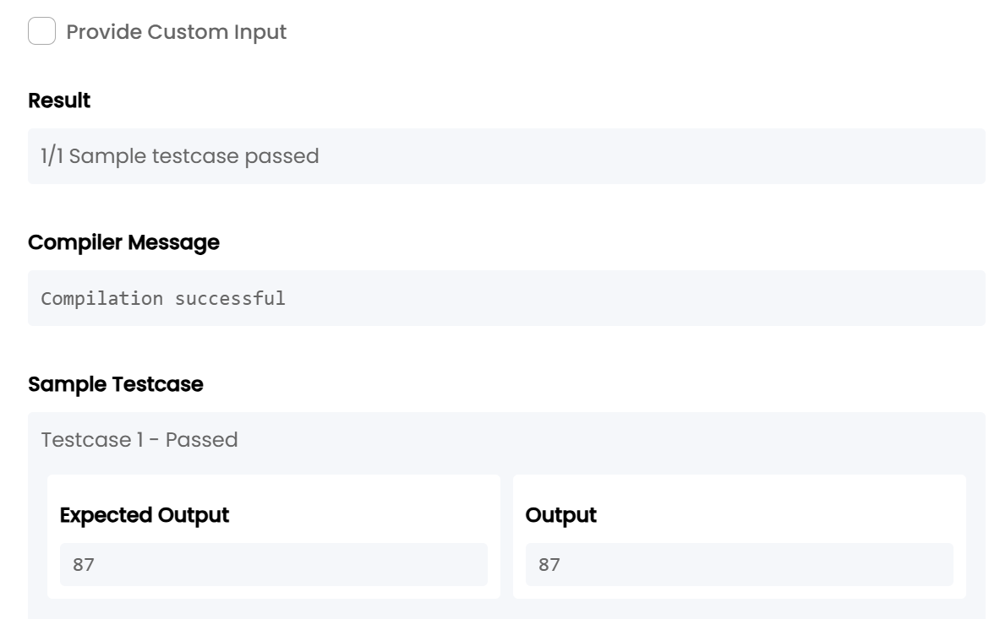 Provide Custom Input
Result
1/1 Sample testcase passed
Compiler Message
Compilation successful
Sample Testcase
Testcase 1 - Passed
Expected Output
87
Output
87